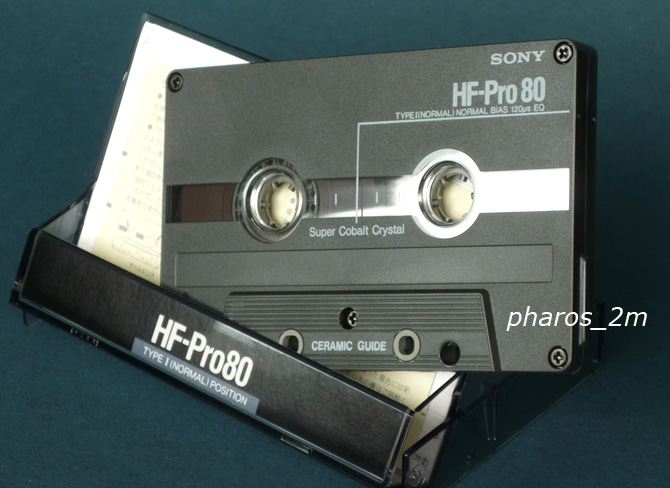 SONY
HF-Pro 80
TYPE I(NORMAL) NORMAL BIAS 120µs EQ
Super Cobalt Crystal
CERAMIC GUIDE
pharos_2m
HF-Pro80
TYPE I(NORMAL) POSITION